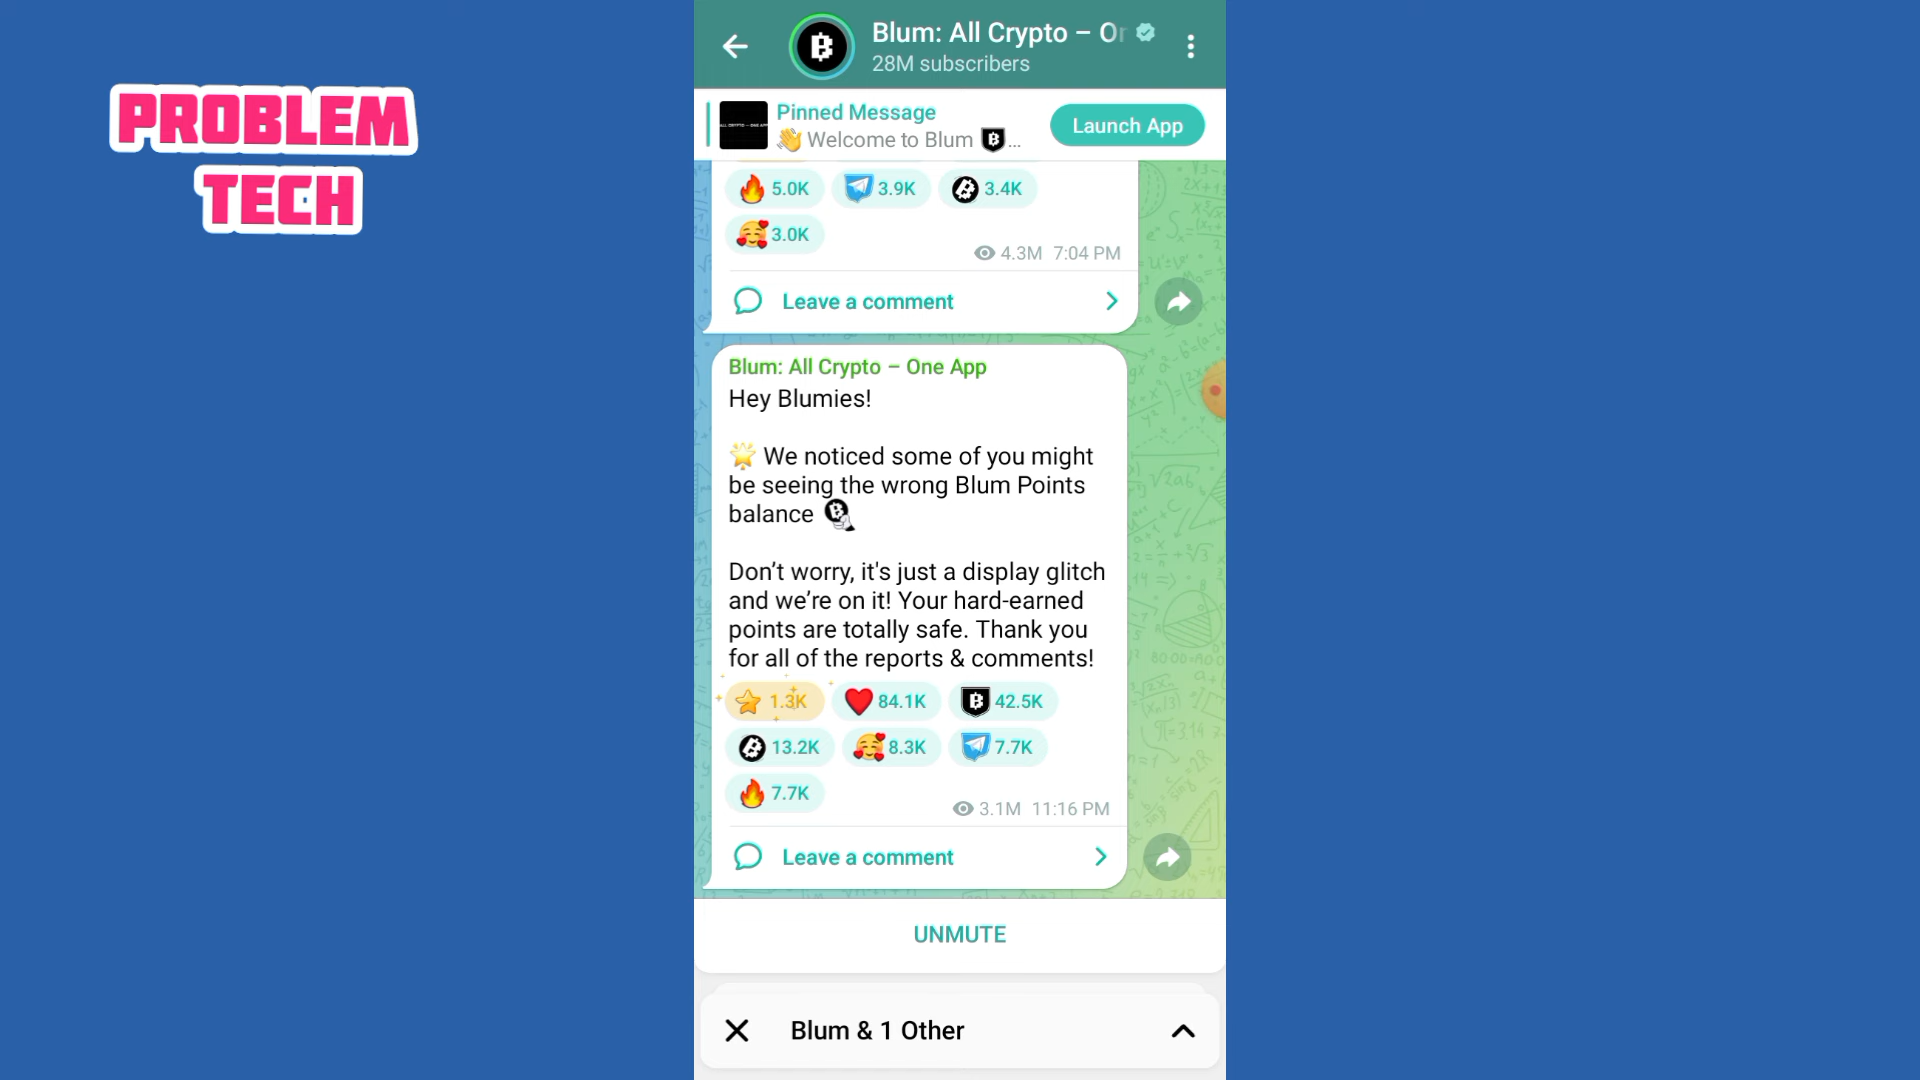 PROBLEM
TECH
Blum: All Crypto – Or
28M subscribers
Pinned Message
👋 Welcome to Blum ...
Launch App
ALL CRYPTO — ONE APP
🔥 5.0K 3.9K 3.4K
🥰 3.0K
4.3M 7:04 PM
Leave a comment
Blum: All Crypto – One App
Hey Blumies!
🌟 We noticed some of you might
be seeing the wrong Blum Points
balance
Don’t worry, it's just a display glitch
and we’re on it! Your hard-earned
points are totally safe. Thank you
for all of the reports & comments!
⭐ 1.3K ❤️ 84.1K 42.5K
13.2K 🥰 8.3K 7.7K
🔥 7.7K
3.1M 11:16 PM
Leave a comment
UNMUTE
Blum & 1 Other